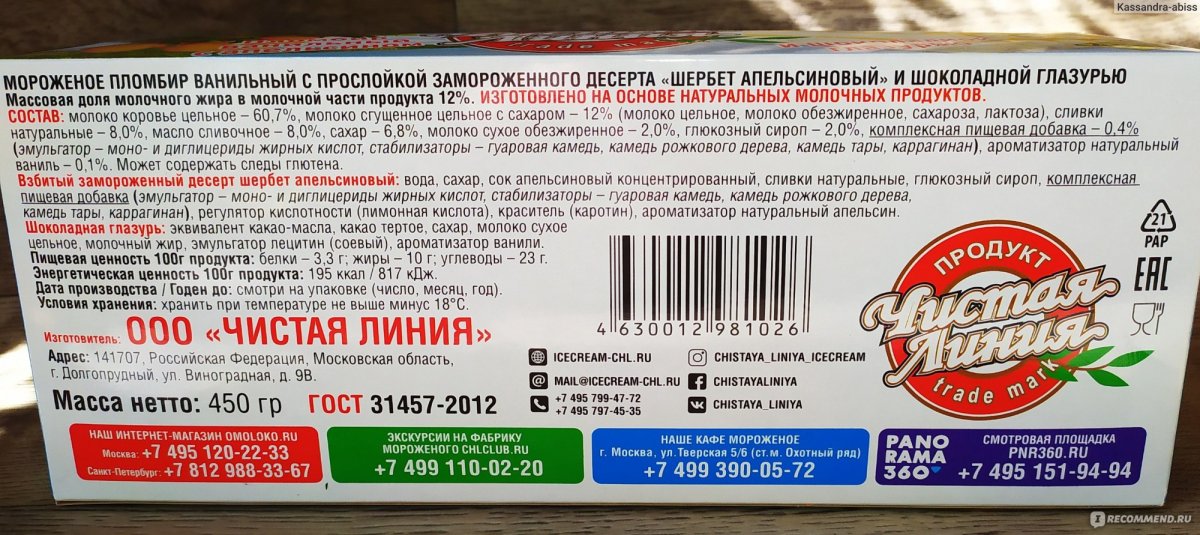 Kassandra-abiss
trade mark
МОРОЖЕНОЕ ПЛОМБИР ВАНИЛЬНЫЙ С ПРОСЛОЙКОЙ ЗАМОРОЖЕННОГО ДЕСЕРТА «ШЕРБЕТ АПЕЛЬСИНОВЫЙ» И ШОКОЛАДНОЙ ГЛАЗУРЬЮ
Массовая доля молочного жира в молочной части продукта 12%. ИЗГОТОВЛЕНО НА ОСНОВЕ НАТУРАЛЬНЫХ МОЛОЧНЫХ ПРОДУКТОВ.
СОСТАВ: молоко коровье цельное – 60,7%, молоко сгущенное цельное с сахаром – 12% (молоко цельное, молоко обезжиренное, сахароза, лактоза), сливки
натуральные – 8,0%, масло сливочное – 8,0%, сахар – 6,8%, молоко сухое обезжиренное – 2,0%, глюкозный сироп – 2,0%, комплексная пищевая добавка – 0,4%
(эмульгатор – моно- и диглицериды жирных кислот, стабилизаторы – гуаровая камедь, камедь рожкового дерева, камедь тары, каррагинан), ароматизатор натуральный
ваниль – 0,1%. Может содержать следы глютена.
Взбитый замороженный десерт шербет апельсиновый: вода, сахар, сок апельсиновый концентрированный, сливки натуральные, глюкозный сироп, комплексная
пищевая добавка (эмульгатор – моно- и диглицериды жирных кислот, стабилизаторы – гуаровая камедь, камедь рожкового дерева,
камедь тары, каррагинан), регулятор кислотности (лимонная кислота), краситель (каротин), ароматизатор натуральный апельсин.
Шоколадная глазурь: эквивалент какао-масла, какао тертое, сахар, молоко сухое
цельное, молочный жир, эмульгатор лецитин (соевый), ароматизатор ванили.
Пищевая ценность 100г продукта: белки – 3,3 г; жиры – 10 г; углеводы – 23 г.
Энергетическая ценность 100г продукта: 195 ккал / 817 кДж.
Дата производства / Годен до: смотри на упаковке (число, месяц, год).
Условия хранения: хранить при температуре не выше минус 18°С.
Изготовитель: ООО «ЧИСТАЯ ЛИНИЯ»
Адрес: 141707, Российская Федерация, Московская область,
г. Долгопрудный, ул. Виноградная, д. 9В.
Масса нетто: 450 гр ГОСТ 31457-2012
4 630012 981026
ICECREAM-CHL.RU
MAIL@ICECREAM-CHL.RU
+7 495 799-47-72
+7 495 797-45-35
CHISTAYA_LINIYA_ICECREAM
CHISTAYALINIYA
CHISTAYA_LINIYA
ПРОДУКТ
Чистая
Линия
trade mark
21
PAP
EAC
НАШ ИНТЕРНЕТ-МАГАЗИН OMOLOKO.RU
Москва: +7 495 120-22-33
Санкт-Петербург: +7 812 988-33-67
ЭКСКУРСИИ НА ФАБРИКУ
МОРОЖЕНОГО CHLCLUB.RU
+7 499 110-02-20
НАШЕ КАФЕ МОРОЖЕНОЕ
г. Москва, ул.Тверская 5/6 (ст.м. Охотный ряд)
+7 499 390-05-72
PANO
RAMA
360
СМОТРОВАЯ ПЛОЩАДКА
PNR360.RU
+7 495 151-94-94
I RECOMMEND.RU